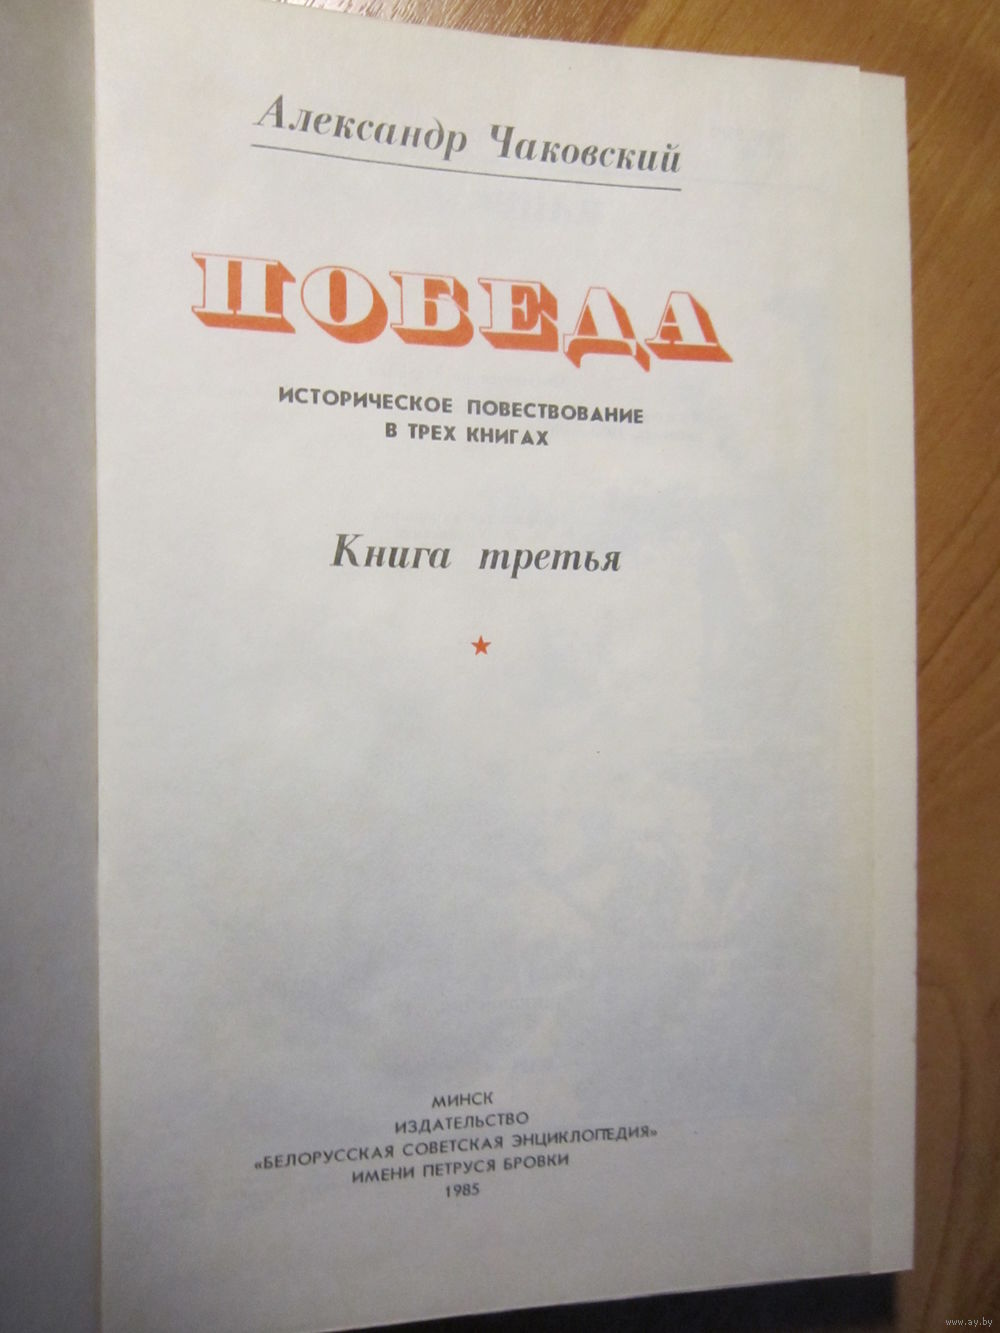 Александр Чаковский
ПОБЕДА
ИСТОРИЧЕСКОЕ ПОВЕСТВОВАНИЕ
В ТРЕХ КНИГАХ
Книга третья
МИНСК
ИЗДАТЕЛЬСТВО
«БЕЛОРУССКАЯ СОВЕТСКАЯ ЭНЦИКЛОПЕДИЯ»
ИМЕНИ ПЕТРУСЯ БРОВКИ
1985
www.ay.by